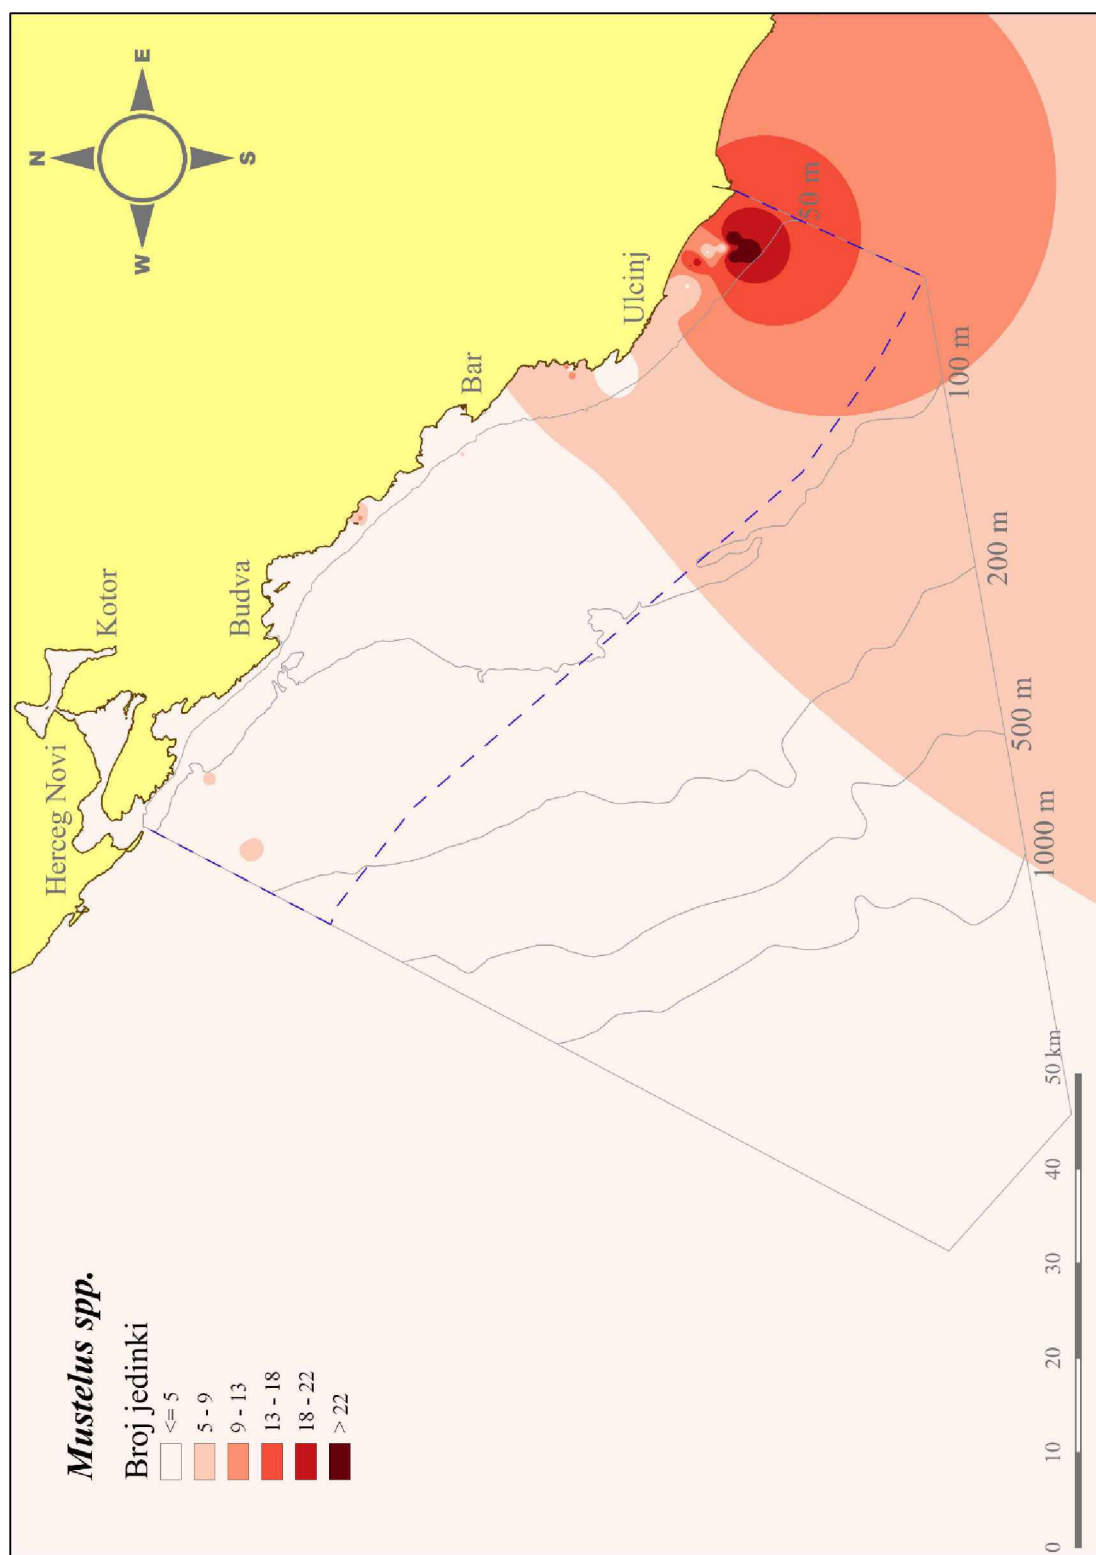 Mustelus spp.
Broj jedinki
<= 5
5 - 9
9 - 13
13 - 18
18 - 22
> 22
N
E
S
W
Herceg Novi
Kotor
Budva
Bar
Ulcinj
50 m
100 m
200 m
500 m
1000 m
0 10 20 30 40 50 km